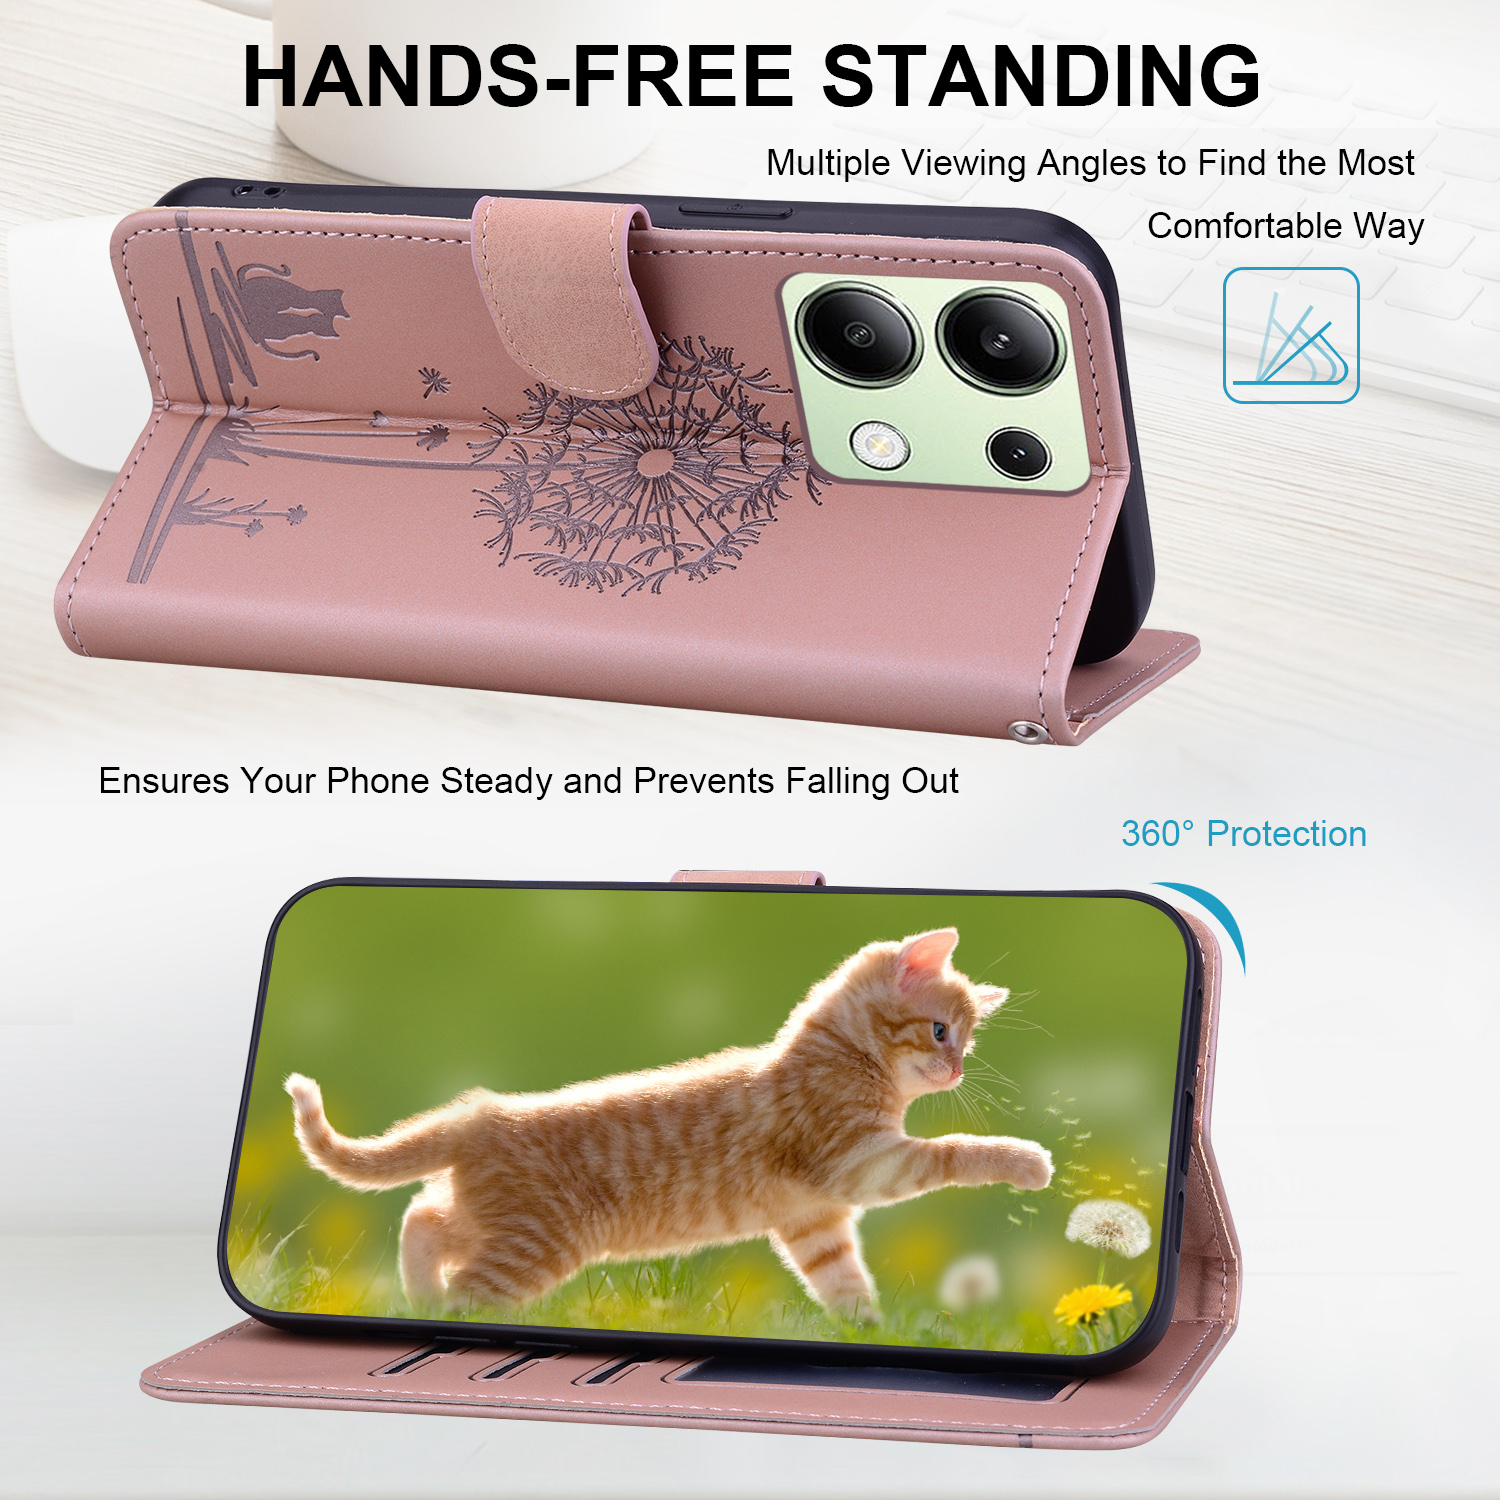 HANDS-FREE STANDING
Multiple Viewing Angles to Find the Most
Comfortable Way
Ensures Your Phone Steady and Prevents Falling Out
360° Protection